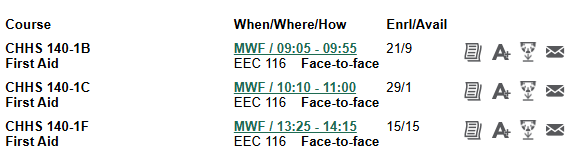 Course When/Where/How Enrl/Avail
CHHS 140-1B MWF / 09:05 - 09:55 21/9
First Aid EEC 116 Face-to-face
CHHS 140-1C MWF / 10:10 - 11:00 29/1
First Aid EEC 116 Face-to-face
CHHS 140-1F MWF / 13:25 - 14:15 15/15
First Aid EEC 116 Face-to-face